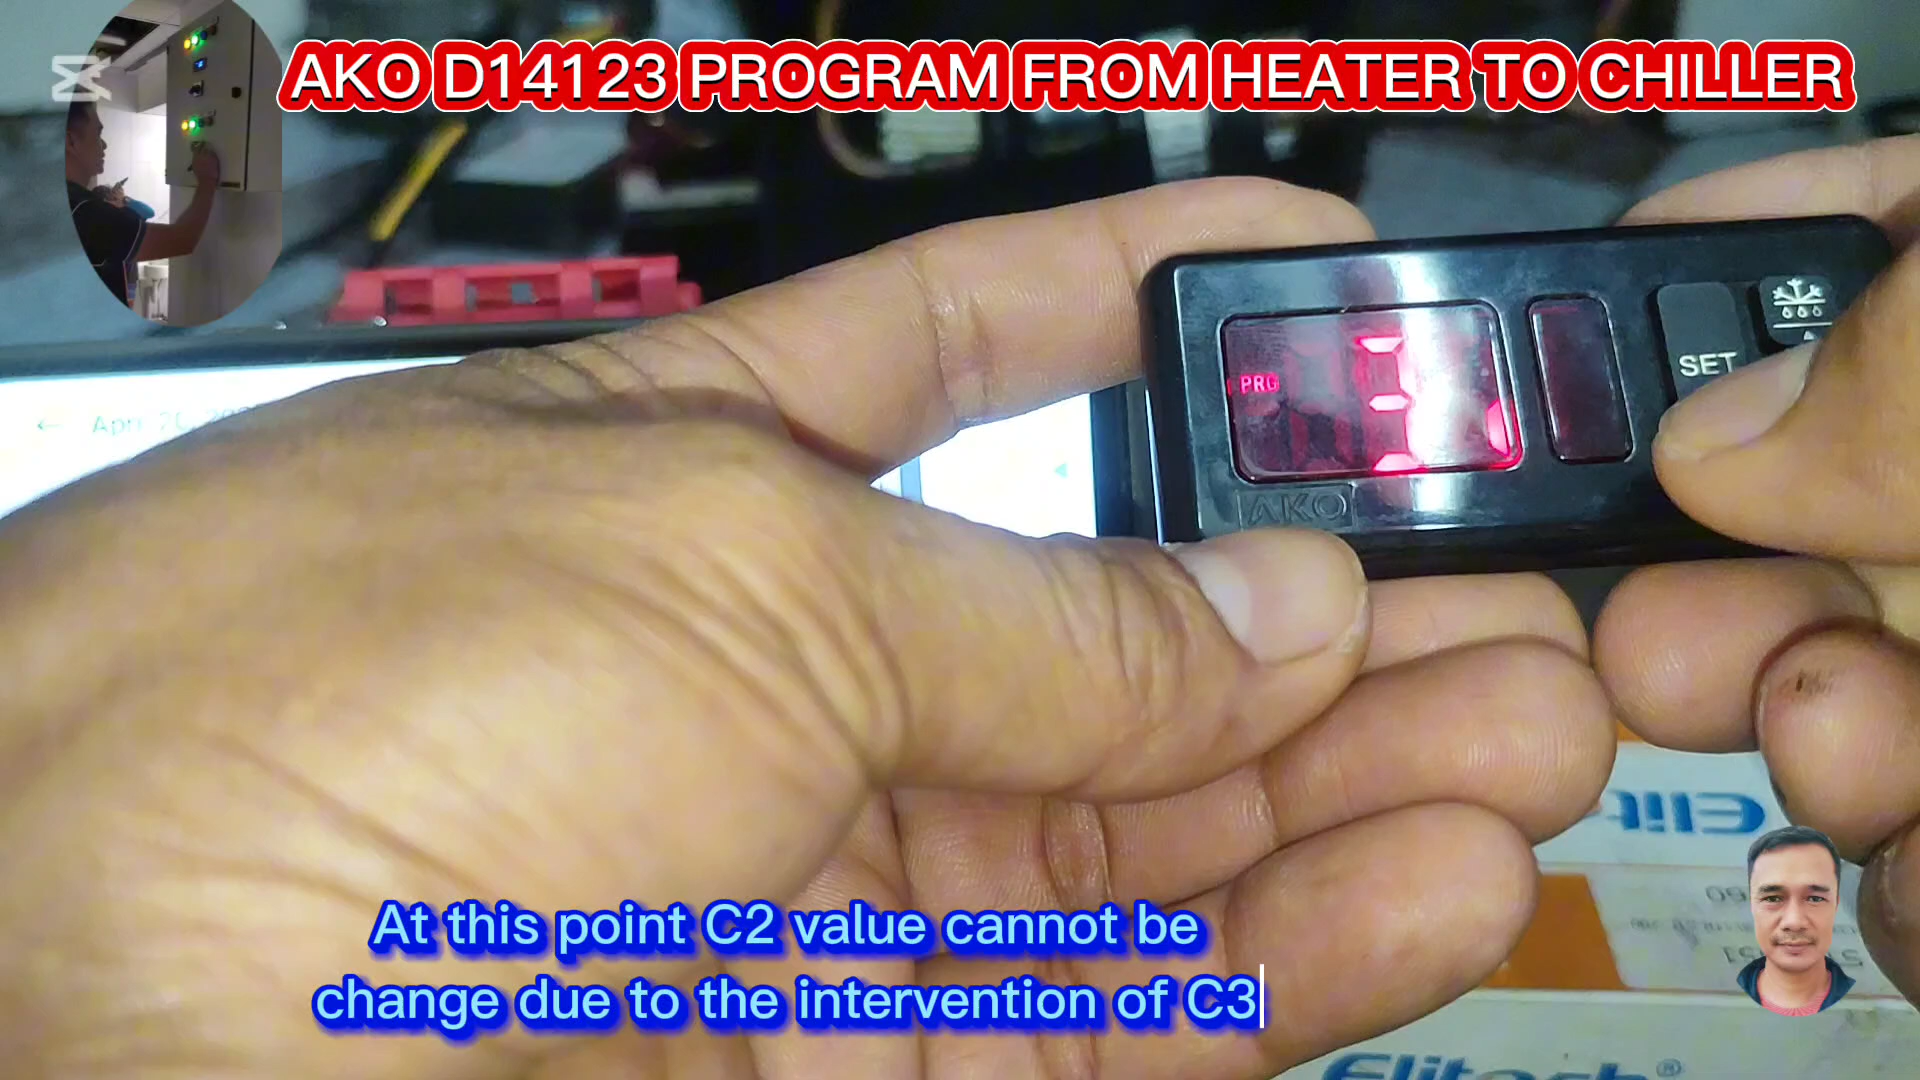 AKO D14123 PROGRAM FROM HEATER TO CHILLER
PRG
SET
AKO
Elitech®
At this point C2 value cannot be
change due to the intervention of C3